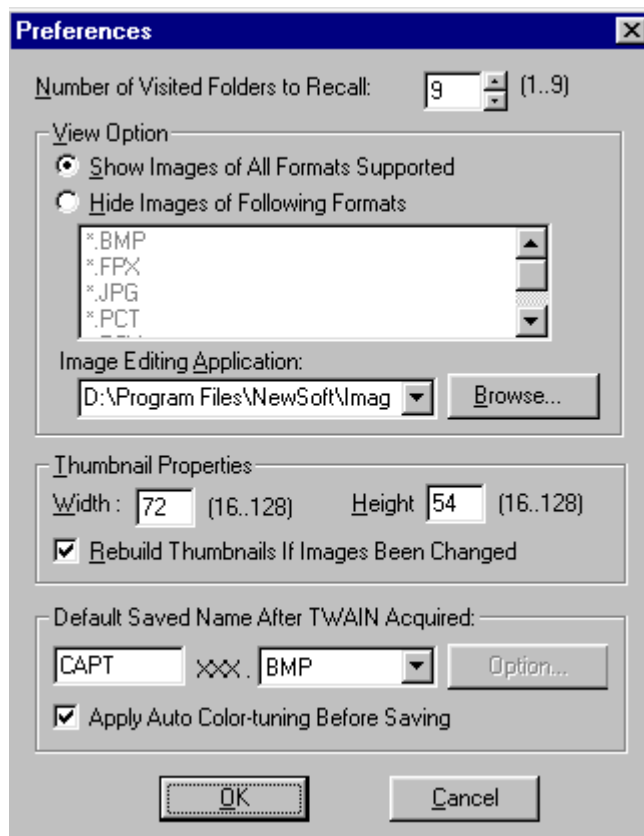 Preferences
Number of Visited Folders to Recall: 9 (1..9)
View Option
Show Images of All Formats Supported
Hide Images of Following Formats
*.BMP
*.FPX
*.JPG
*.PCT
Image Editing Application:
D:\Program Files\NewSoft\Imag Browse...
Thumbnail Properties
Width : 72 (16..128) Height 54 (16..128)
Rebuild Thumbnails If Images Been Changed
Default Saved Name After TWAIN Acquired:
CAPT xxx. BMP Option...
Apply Auto Color-tuning Before Saving
OK Cancel